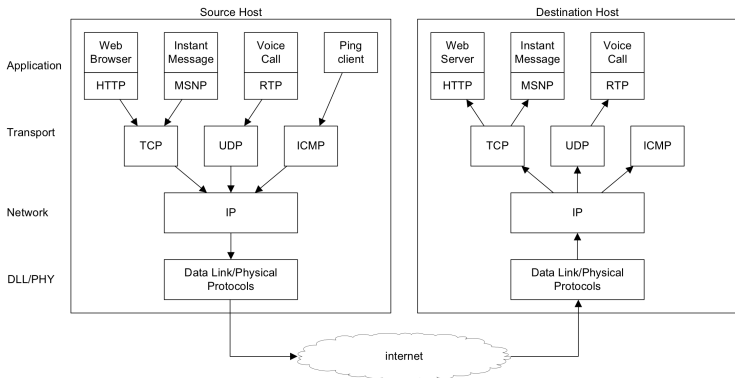 Source Host
Destination Host
Application
Web
Browser
HTTP
Instant
Message
MSNP
Voice
Call
RTP
Ping
client
Web
Server
HTTP
Instant
Message
MSNP
Voice
Call
RTP
Transport
TCP
UDP
ICMP
TCP
UDP
ICMP
Network
IP
IP
DLL/PHY
Data Link/Physical
Protocols
Data Link/Physical
Protocols
internet